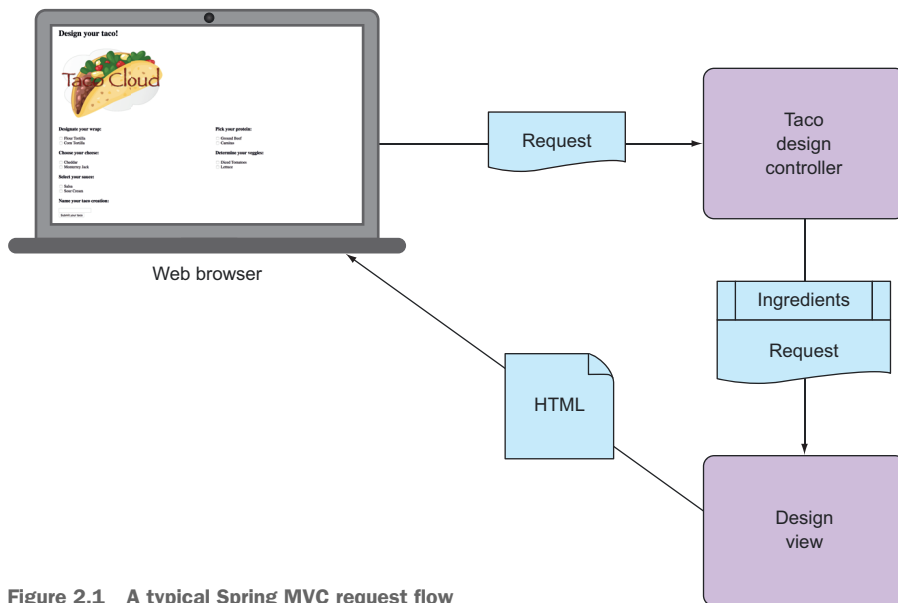 Design your taco!
Taco Cloud
Designate your wrap:
Flour Tortilla
Corn Tortilla
Pick your protein:
Ground Beef
Carnitas
Choose your cheese:
Cheddar
Monterrey Jack
Determine your veggies:
Diced Tomatoes
Lettuce
Select your sauce:
Salsa
Sour Cream
Name your taco creation:
Submit your taco
Web browser
Request
Taco
design
controller
Ingredients
Request
HTML
Design
view
Figure 2.1 A typical Spring MVC request flow